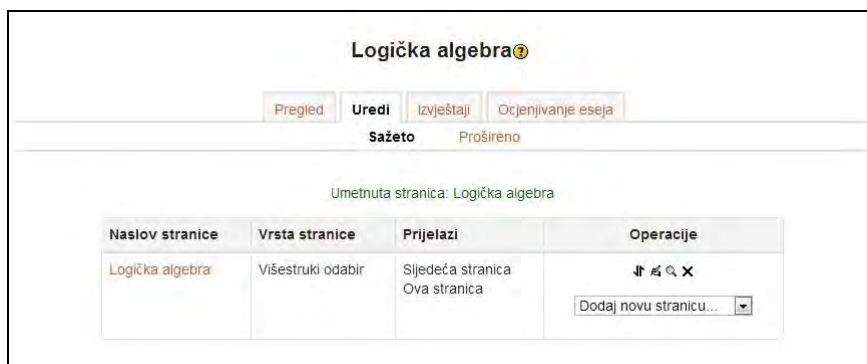 Logička algebra
Pregled Uredi Izvještaji Ocjenjivanje eseja
Sažeto Prošireno
Umetnuta stranica: Logička algebra
Naslov stranice Vrsta stranice Prijelazi Operacije
Logička algebra Višestruki odabir Sljedeća stranica
Ova stranica
Dodaj novu stranicu...